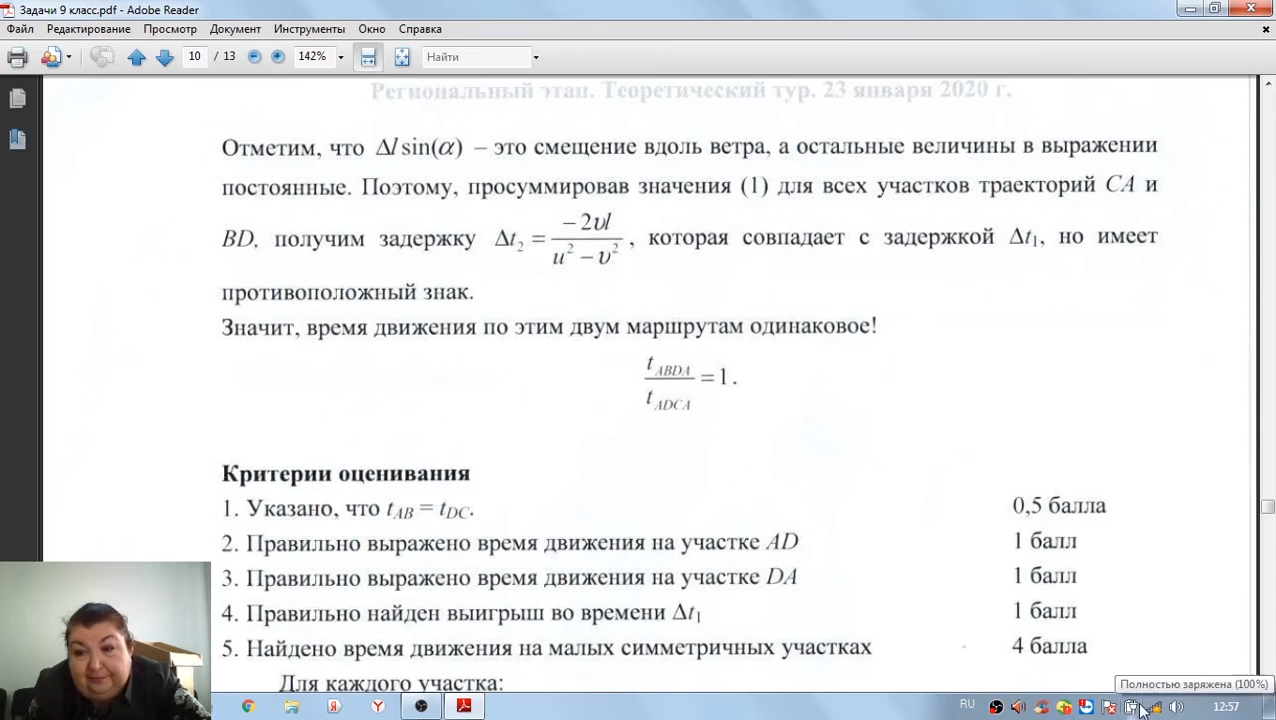 Задачи 9 класс.pdf - Adobe Reader
Файл Редактирование Просмотр Документ Инструменты Окно Справка
10 / 13 142% Найти
Региональный этап. Теоретический тур. 23 января 2020 г.
Отметим, что Δl sin(α) – это смещение вдоль ветра, а остальные величины в выражении
постоянные. Поэтому, просуммировав значения (1) для всех участков траекторий CA и
BD, получим задержку Δt₂ = −2υl / (u² − υ²), которая совпадает с задержкой Δt₁, но имеет
противоположный знак.
Значит, время движения по этим двум маршрутам одинаковое!
t_ABDA / t_ADCA = 1.
Критерии оценивания
1. Указано, что t_AB = t_DC. 0,5 балла
2. Правильно выражено время движения на участке AD 1 балл
3. Правильно выражено время движения на участке DA 1 балл
4. Правильно найден выигрыш во времени Δt₁ 1 балл
5. Найдено время движения на малых симметричных участках 4 балла
Для каждого участка:
Полностью заряжена (100%)
RU 12:57